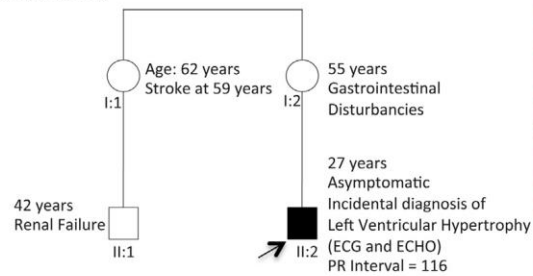 Age: 62 years
Stroke at 59 years
I:1
55 years
Gastrointestinal
Disturbancies
I:2
42 years
Renal Failure
II:1
27 years
Asymptomatic
Incidental diagnosis of
Left Ventricular Hypertrophy
(ECG and ECHO)
PR Interval = 116
II:2